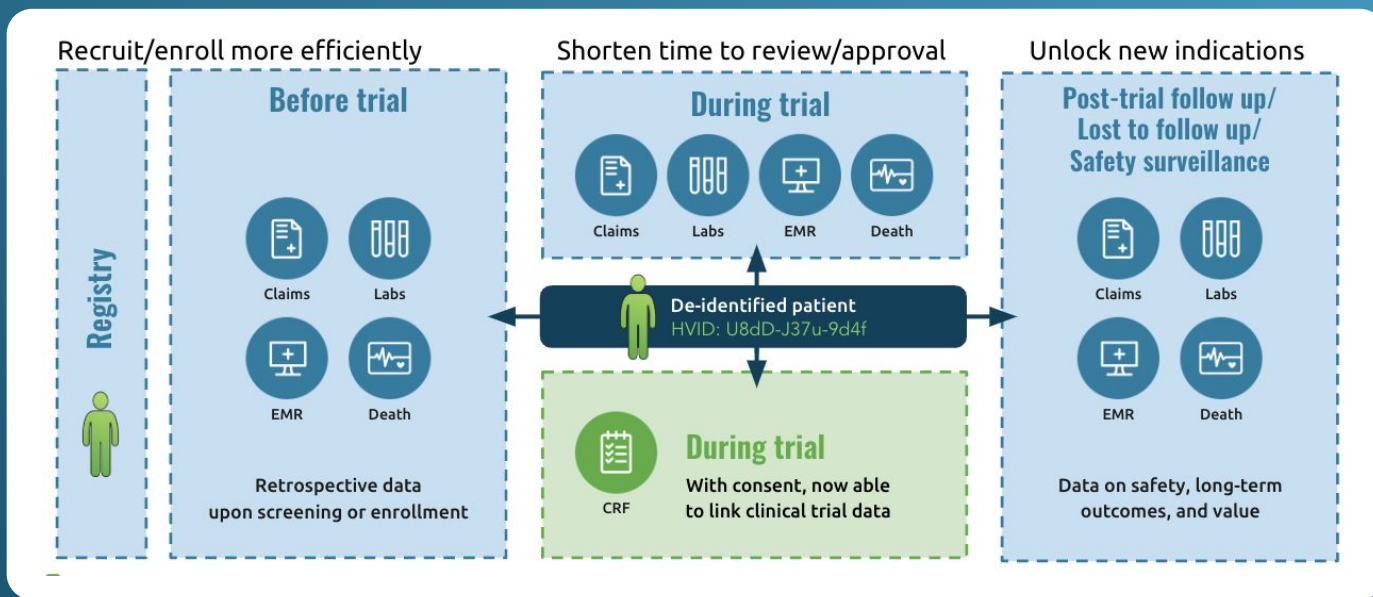 Recruit/enroll more efficiently
Registry
Before trial
Claims
Labs
EMR
Death
Retrospective data
upon screening or enrollment
Shorten time to review/approval
During trial
Claims
Labs
EMR
Death
De-identified patient
HVID: U8dD-J37u-9d4f
CRF
During trial
With consent, now able
to link clinical trial data
Unlock new indications
Post-trial follow up/
Lost to follow up/
Safety surveillance
Claims
Labs
EMR
Death
Data on safety, long-term
outcomes, and value